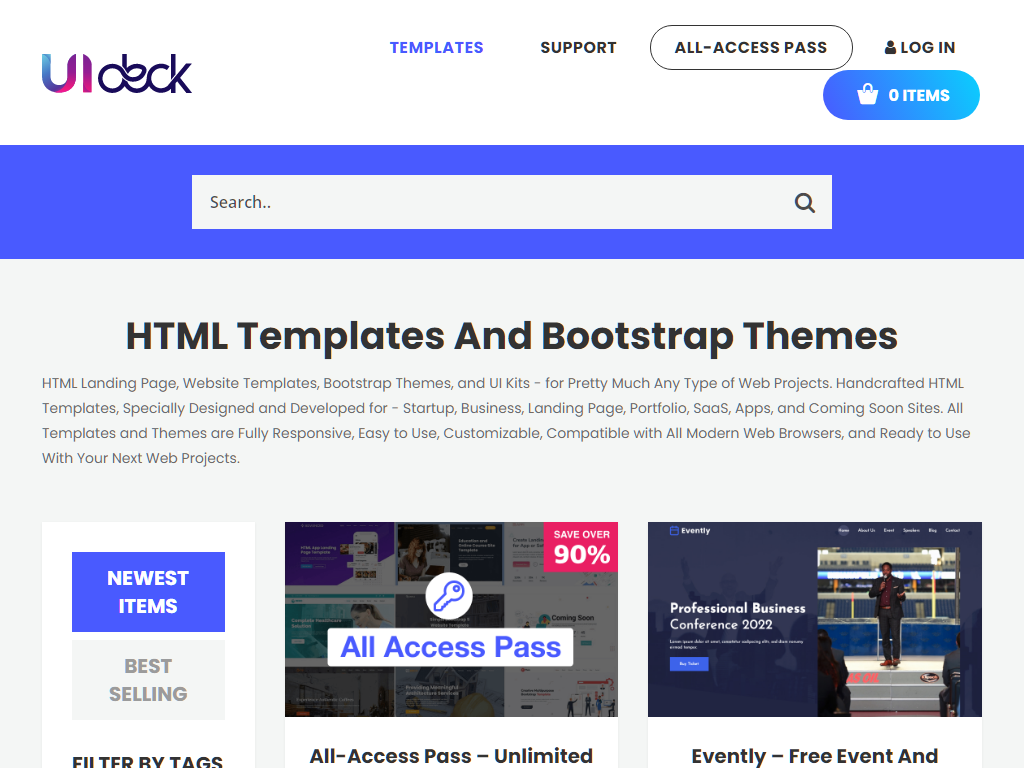 UIdeck
TEMPLATES
SUPPORT
ALL-ACCESS PASS
LOG IN
0 ITEMS
Search..
HTML Templates And Bootstrap Themes
HTML Landing Page, Website Templates, Bootstrap Themes, and UI Kits - for Pretty Much Any Type of Web Projects. Handcrafted HTML
Templates, Specially Designed and Developed for - Startup, Business, Landing Page, Portfolio, SaaS, Apps, and Coming Soon Sites. All
Templates and Themes are Fully Responsive, Easy to Use, Customizable, Compatible with All Modern Web Browsers, and Ready to Use
With Your Next Web Projects.
NEWEST
ITEMS
BEST
SELLING
FILTER BY TAGS
SAVE OVER
90%
Coming Soon
All Access Pass
All-Access Pass – Unlimited
Evently
Home About Us Event Speakers Blog Contact
Professional Business
Conference 2022
Buy Ticket
Evently – Free Event And